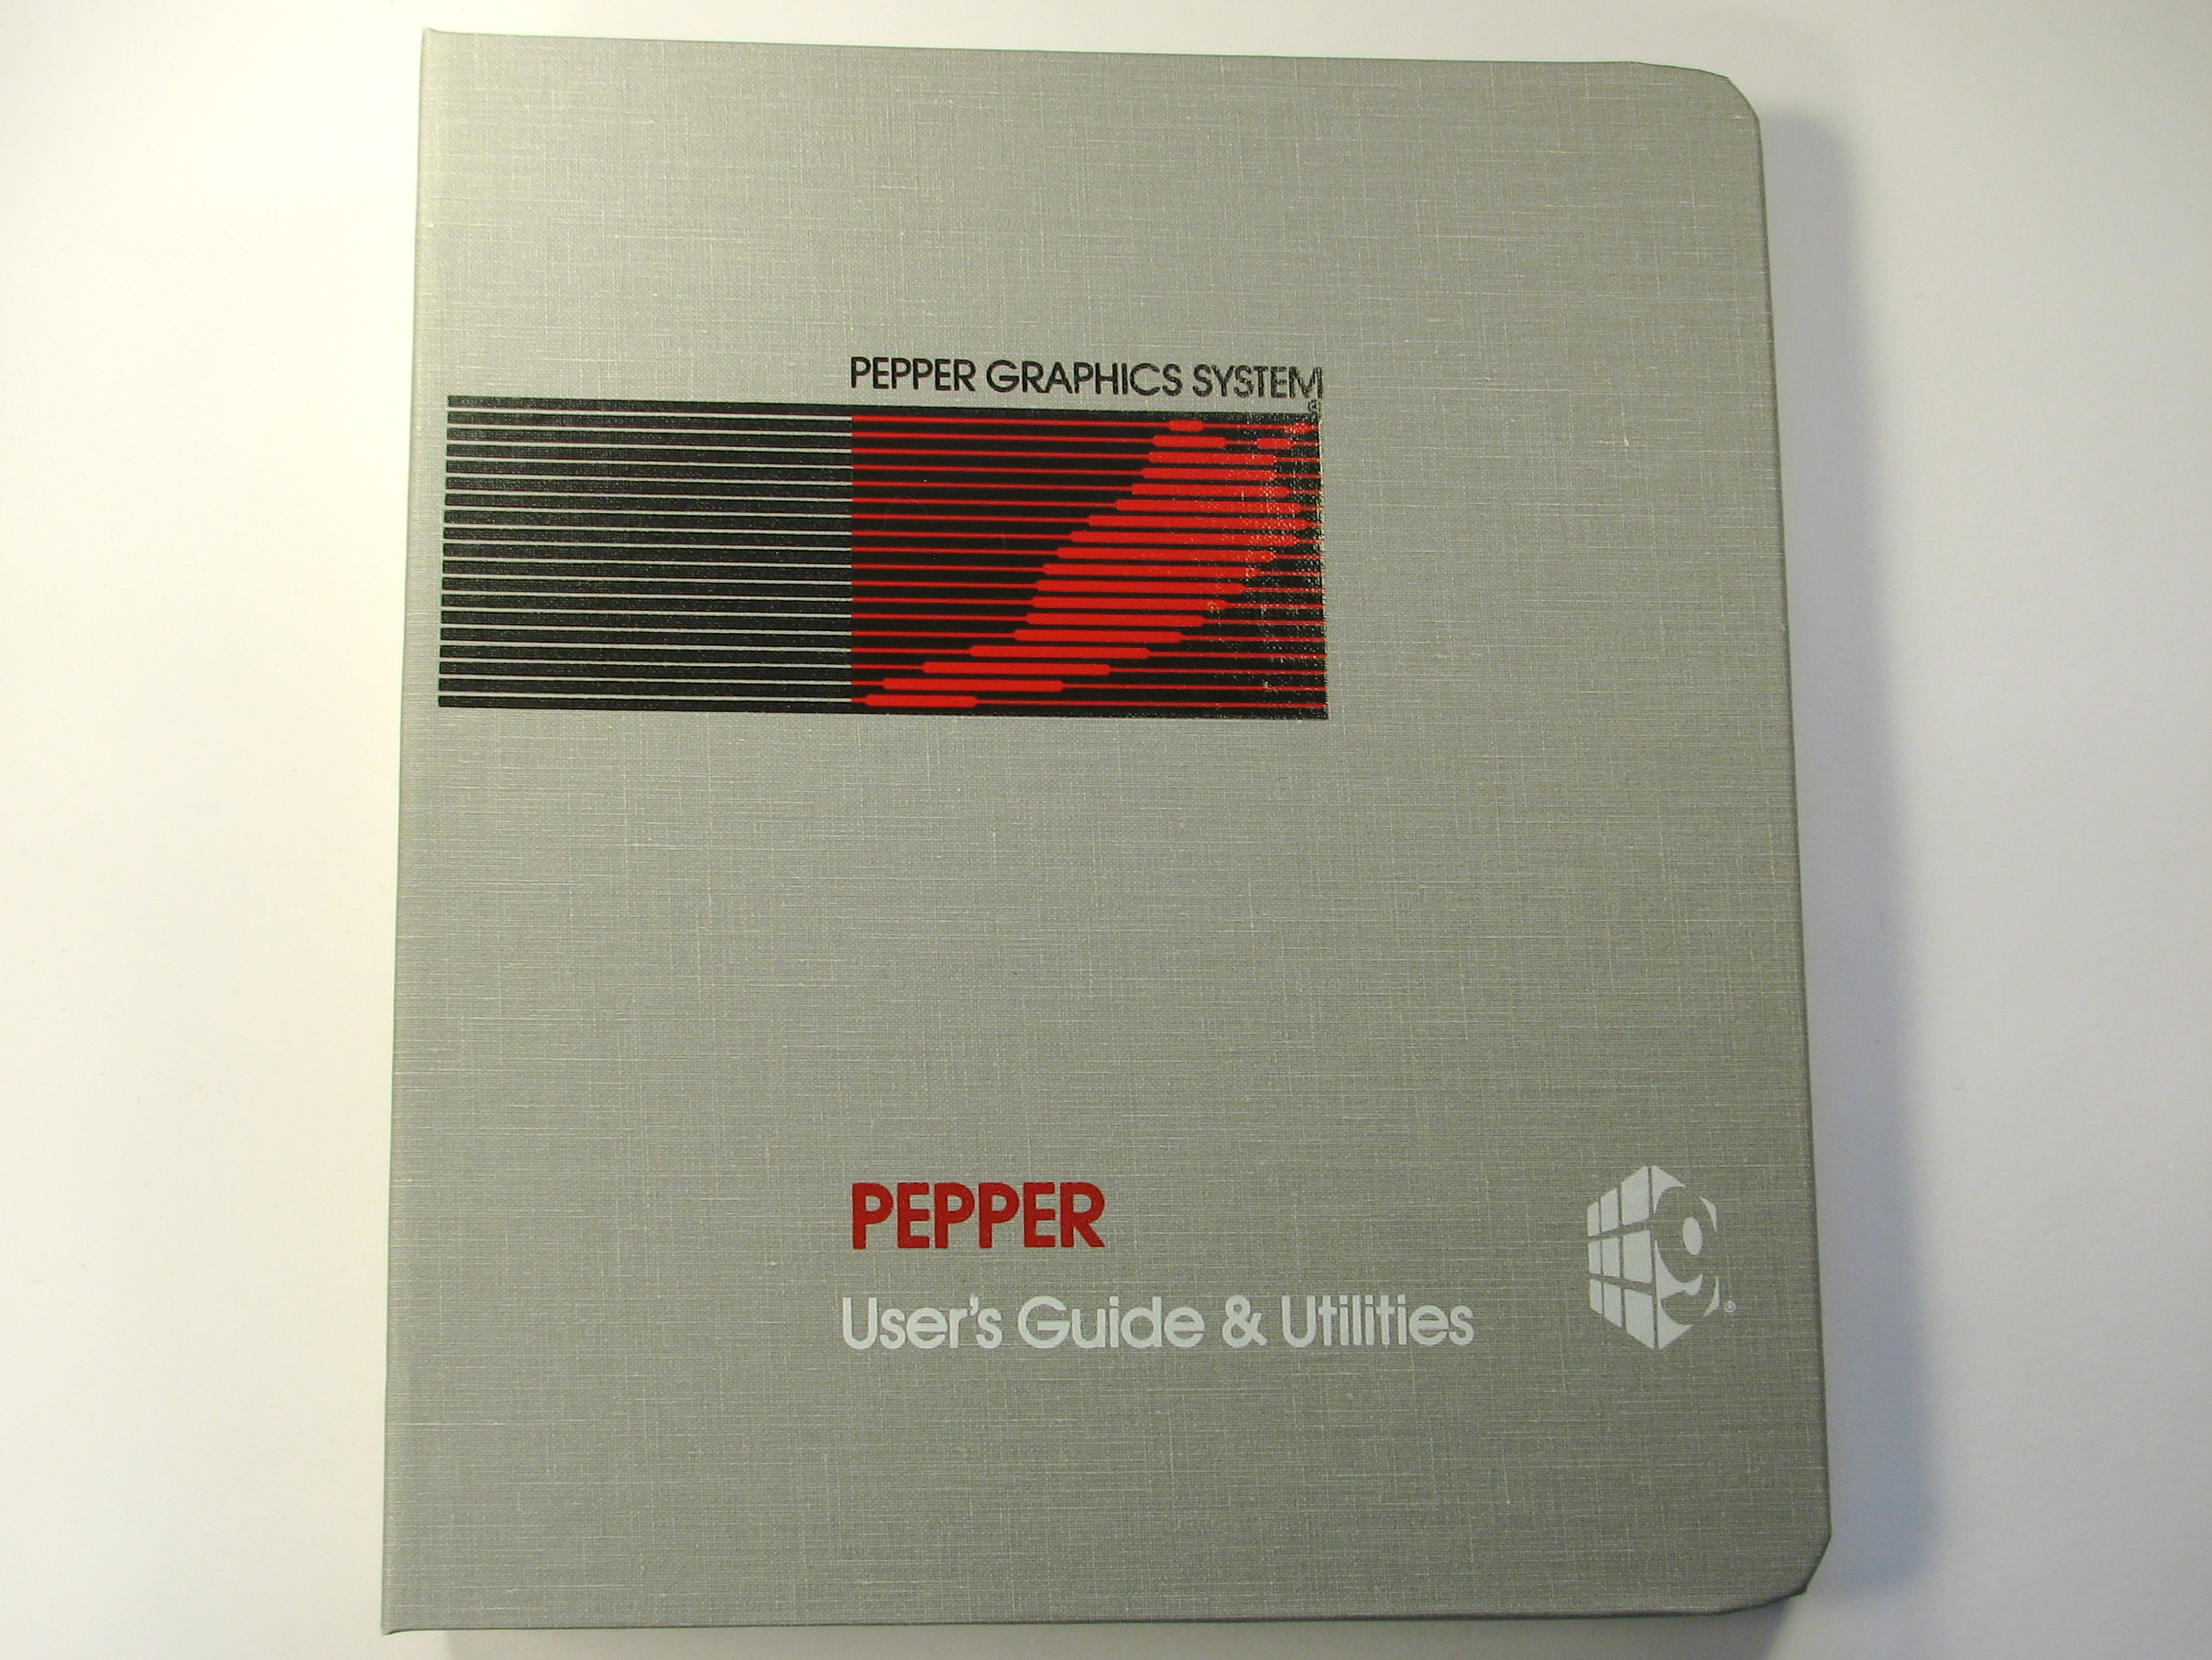 PEPPER GRAPHICS SYSTEM
®
PEPPER
User's Guide & Utilities
®